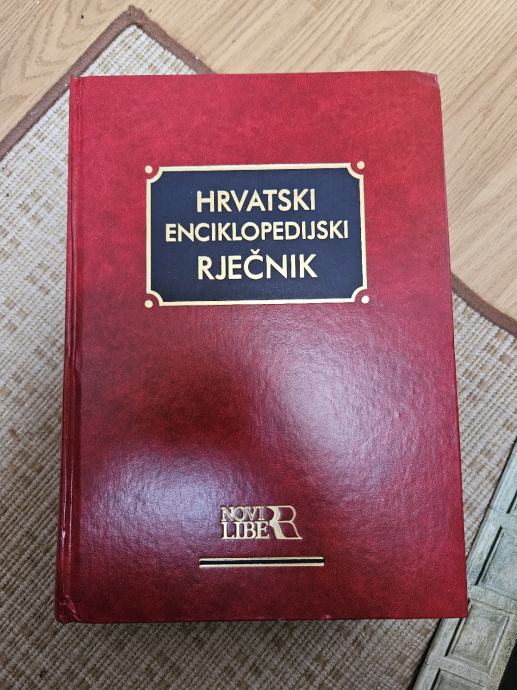 HRVATSKI
ENCIKLOPEDIJSKI
RJEČNIK
NOVI
LIBER